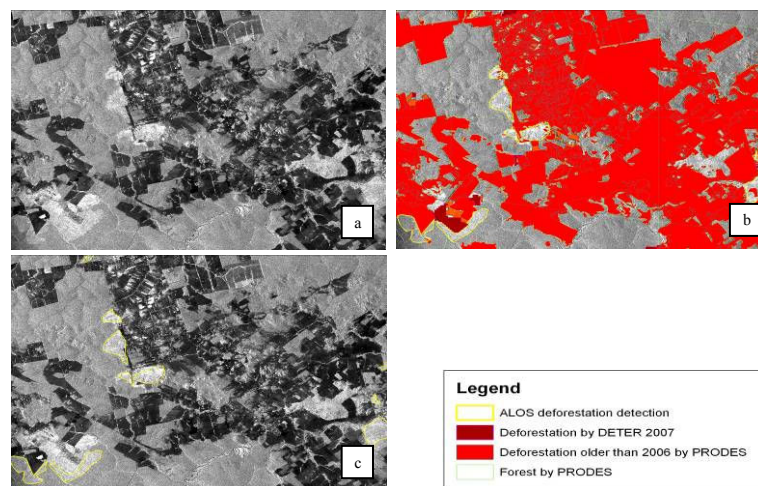 a
b
c
Legend
ALOS deforestation detection
Deforestation by DETER 2007
Deforestation older than 2006 by PRODES
Forest by PRODES